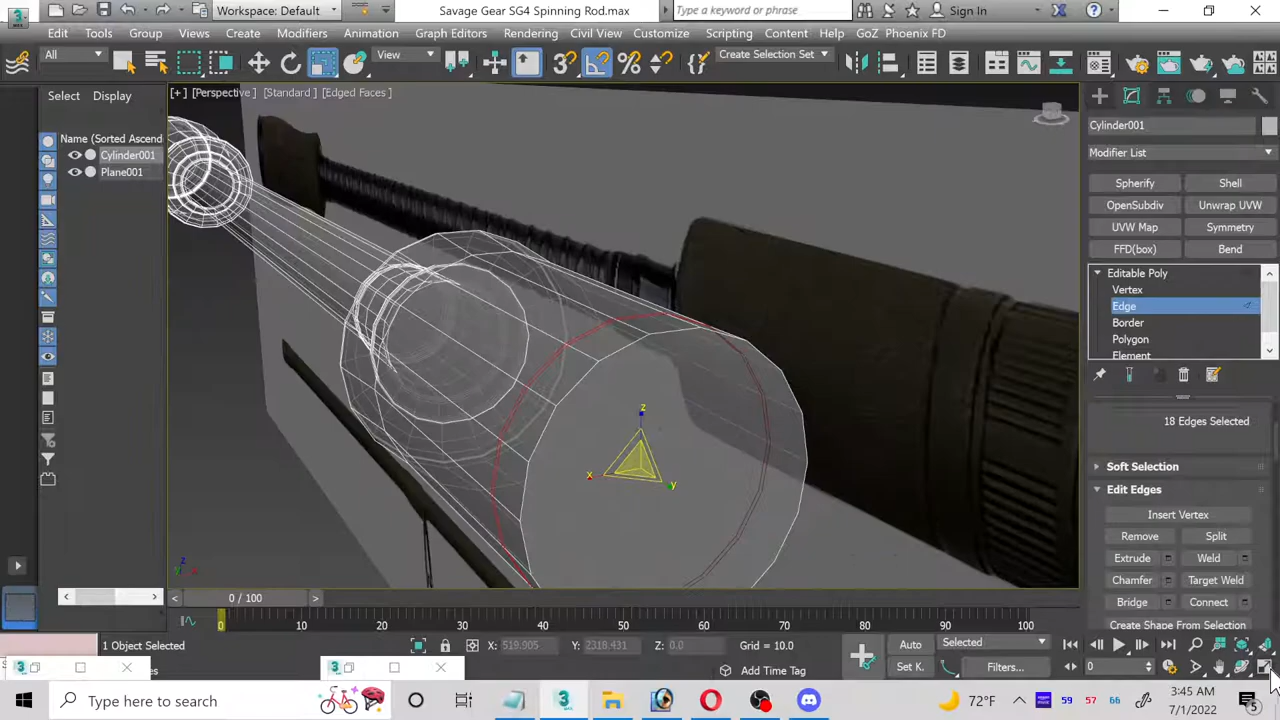 Workspace: Default
Savage Gear SG4 Spinning Rod.max
Type a keyword or phrase
Sign In
Edit Tools Group Views Create Modifiers Animation Graph Editors Rendering Civil View Customize Scripting Content Help GoZ Phoenix FD
All
View
Create Selection Set
Select Display
[+] [Perspective] [Standard] [Edged Faces]
Name (Sorted Ascend
Cylinder001
Plane001
Cylinder001
Modifier List
Spherify Shell
OpenSubdiv Unwrap UVW
UVW Map Symmetry
FFD(box) Bend
Editable Poly
Vertex
Edge
Border
Polygon
Element
18 Edges Selected
Soft Selection
Edit Edges
Insert Vertex
Remove Split
Extrude Weld
Chamfer Target Weld
Bridge Connect
Create Shape From Selection
z
x
y
z
y x
0 / 100
0 10 20 30 40 50 60 70 80 90 100
1 Object Selected
X: 519.905 Y: 2318.431 Z: 0.0 Grid = 10.0
Add Time Tag
Auto Selected
Set K. Filters...
0
Type here to search
72°F
59 57 66
3:45 AM
7/1/2022
5